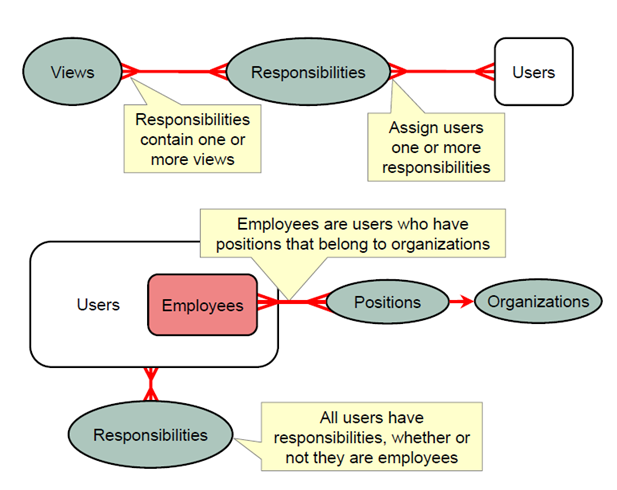 Views
Responsibilities
Users
Responsibilities
contain one or
more views
Assign users
one or more
responsibilities
Employees are users who have
positions that belong to organizations
Users
Employees
Positions
Organizations
Responsibilities
All users have
responsibilities, whether or
not they are employees